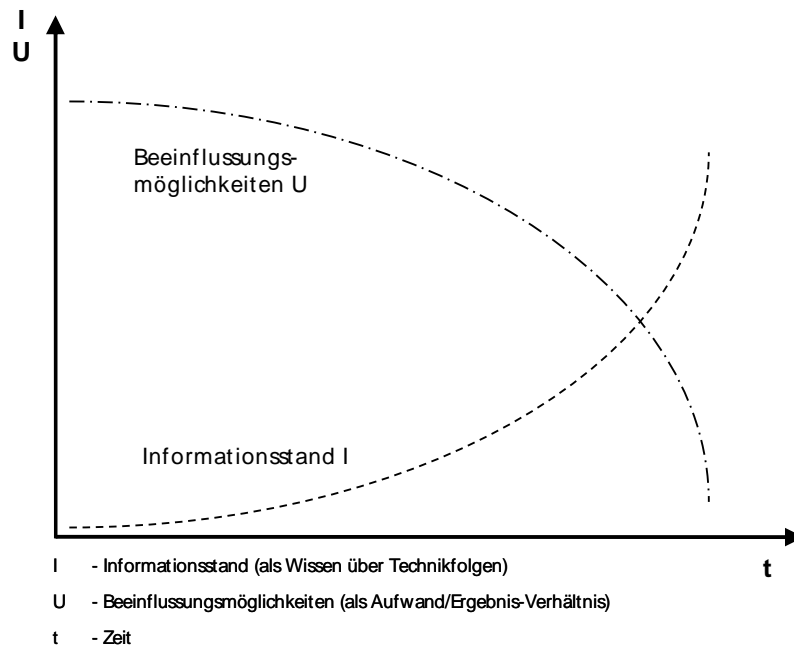 I
U
Beeinflussungs-
möglichkeiten U
Informationsstand I
t
I - Informationsstand (als Wissen über Technikfolgen)
U - Beeinflussungsmöglichkeiten (als Aufwand/Ergebnis-Verhältnis)
t - Zeit